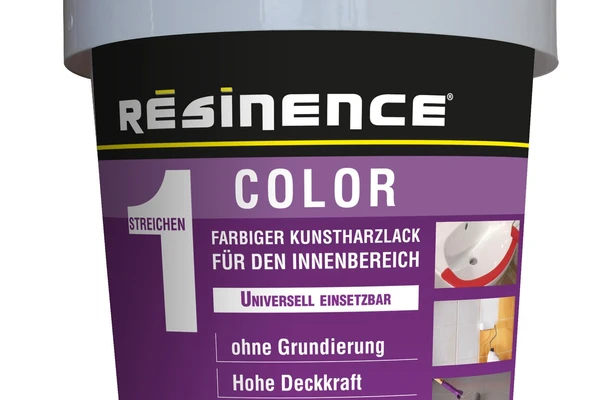 RÉSINENCE®
COLOR
1
STREICHEN
FARBIGER KUNSTHARZLACK
FÜR DEN INNENBEREICH
UNIVERSELL EINSETZBAR
ohne Grundierung
Hohe Deckkraft